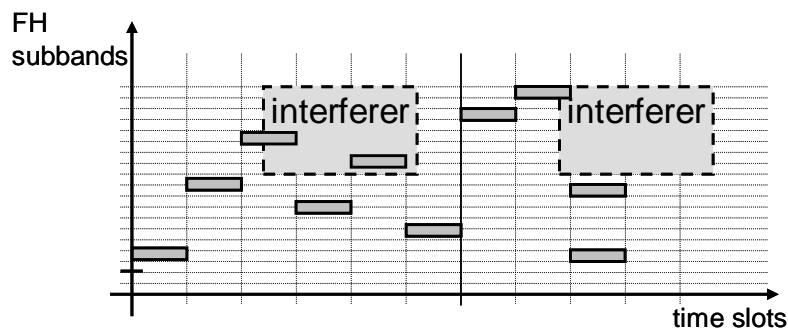 FH
subbands
interferer
interferer
time slots